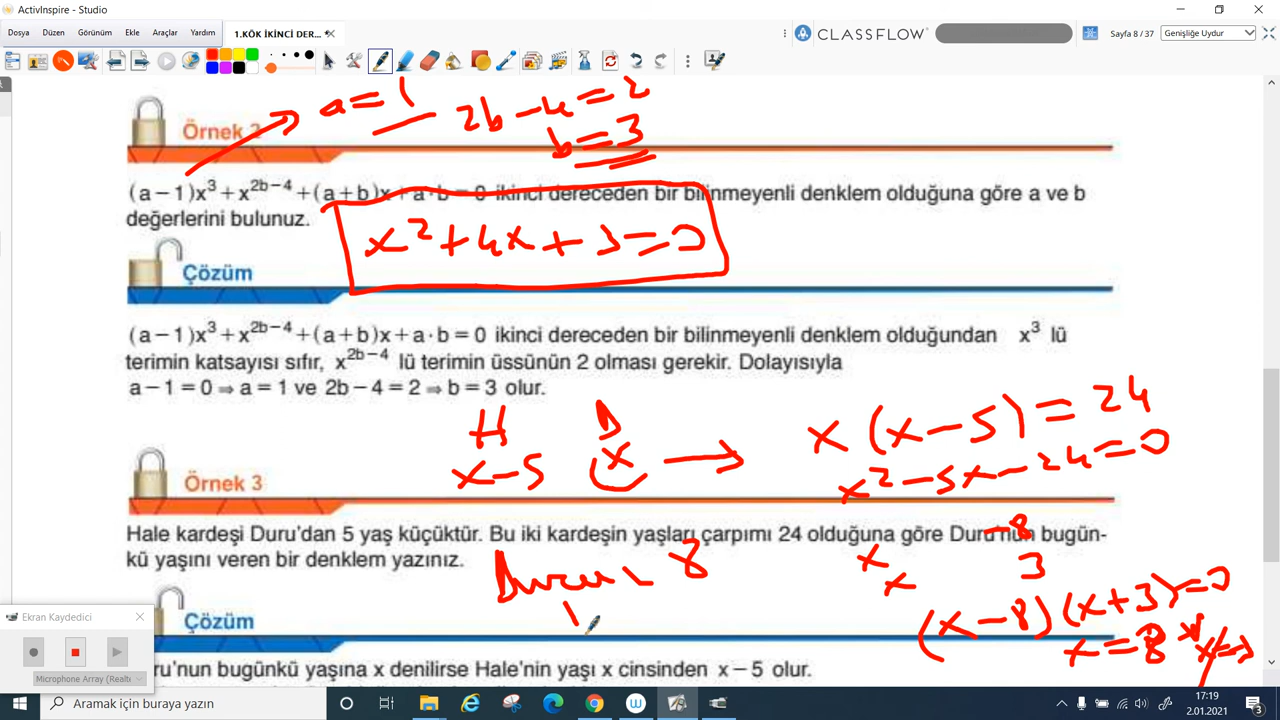 ActivInspire - Studio
Dosya Düzen Görünüm Ekle Araçlar Yardım
1.KÖK İKİNCİ DER...
CLASSFLOW
Sayfa 8 / 37
Genişliğe Uydur
a = 1
2b - 4 = 2
b = 3
Örnek 2
(a − 1)x³ + x²ᵇ⁻⁴ + (a + b)x + a · b = 0 ikinci dereceden bir bilinmeyenli denklem olduğuna göre a ve b
değerlerini bulunuz.
x² + 4x + 3 = 0
Çözüm
(a − 1)x³ + x²ᵇ⁻⁴ + (a + b)x + a · b = 0 ikinci dereceden bir bilinmeyenli denklem olduğundan x³ lü
terimin katsayısı sıfır, x²ᵇ⁻⁴ lü terimin üssünün 2 olması gerekir. Dolayısıyla
a − 1 = 0 ⇒ a = 1 ve 2b − 4 = 2 ⇒ b = 3 olur.
H D
x - 5 x → x (x - 5) = 24
x² - 5x - 24 = 0
Örnek 3
Hale kardeşi Duru'dan 5 yaş küçüktür. Bu iki kardeşin yaşları çarpımı 24 olduğuna göre Duru'nun bugün-
kü yaşını veren bir denklem yazınız.
x -8
x 3
Duru 8
(x - 8) (x + 3) = 0
x = 8
Çözüm
Duru'nun bugünkü yaşına x denilirse Hale'nin yaşı x cinsinden x − 5 olur.
Ekran Kaydedici
Microphone Array (Realt
Aramak için buraya yazın
17:19
2.01.2021
3